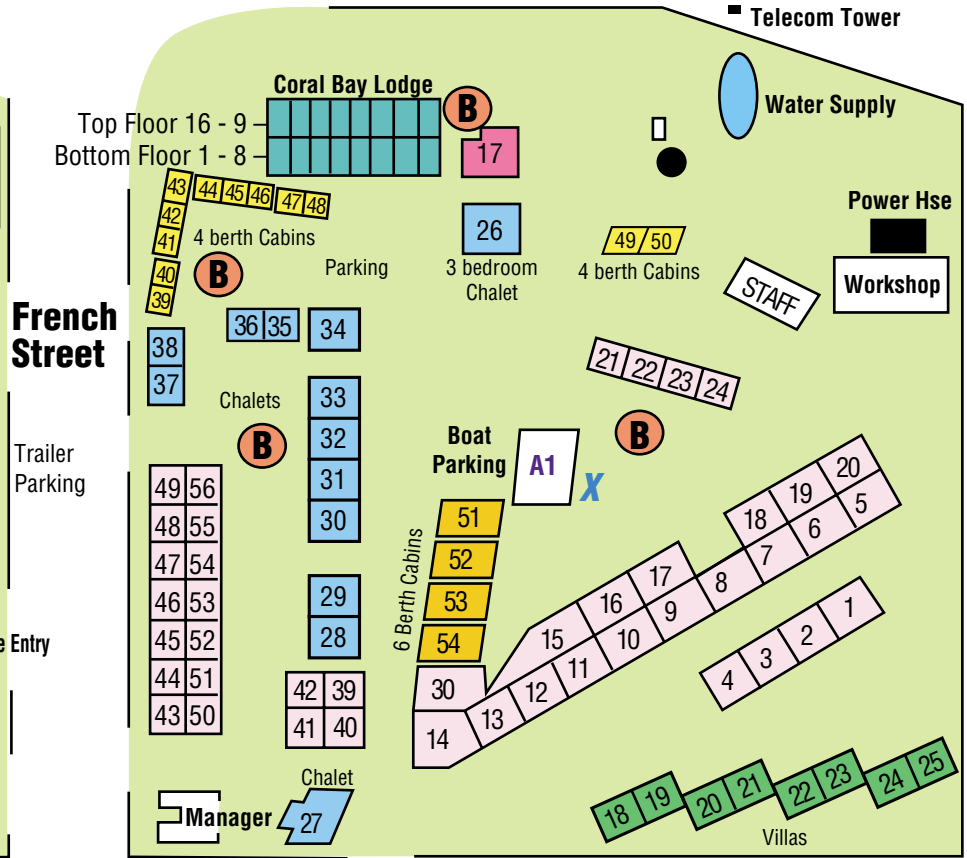 Telecom Tower
Coral Bay Lodge
B
Water Supply
Top Floor 16 - 9
Bottom Floor 1 - 8
17
Power Hse
43 44 45 46 47 48
42
41
4 berth Cabins
26
49 / 50
40
B
Parking
3 bedroom
Chalet
4 berth Cabins
STAFF
Workshop
39
French
Street
36 35
34
38
37
21 22 23 24
33
Chalets
B
32
Boat
Parking
A1
X
B
Trailer
Parking
31
30
49 56
48 55
47 54
46 53
45 52
44 51
43 50
51
52
53
54
6 Berth Cabins
18 19 20
5
6
7
8
17
16
15
9
10
11
12
13
30
14
1
2
3
4
29
28
e Entry
42 39
41 40
Chalet
Manager
27
18 19 20 21 22 23 24 25
Villas